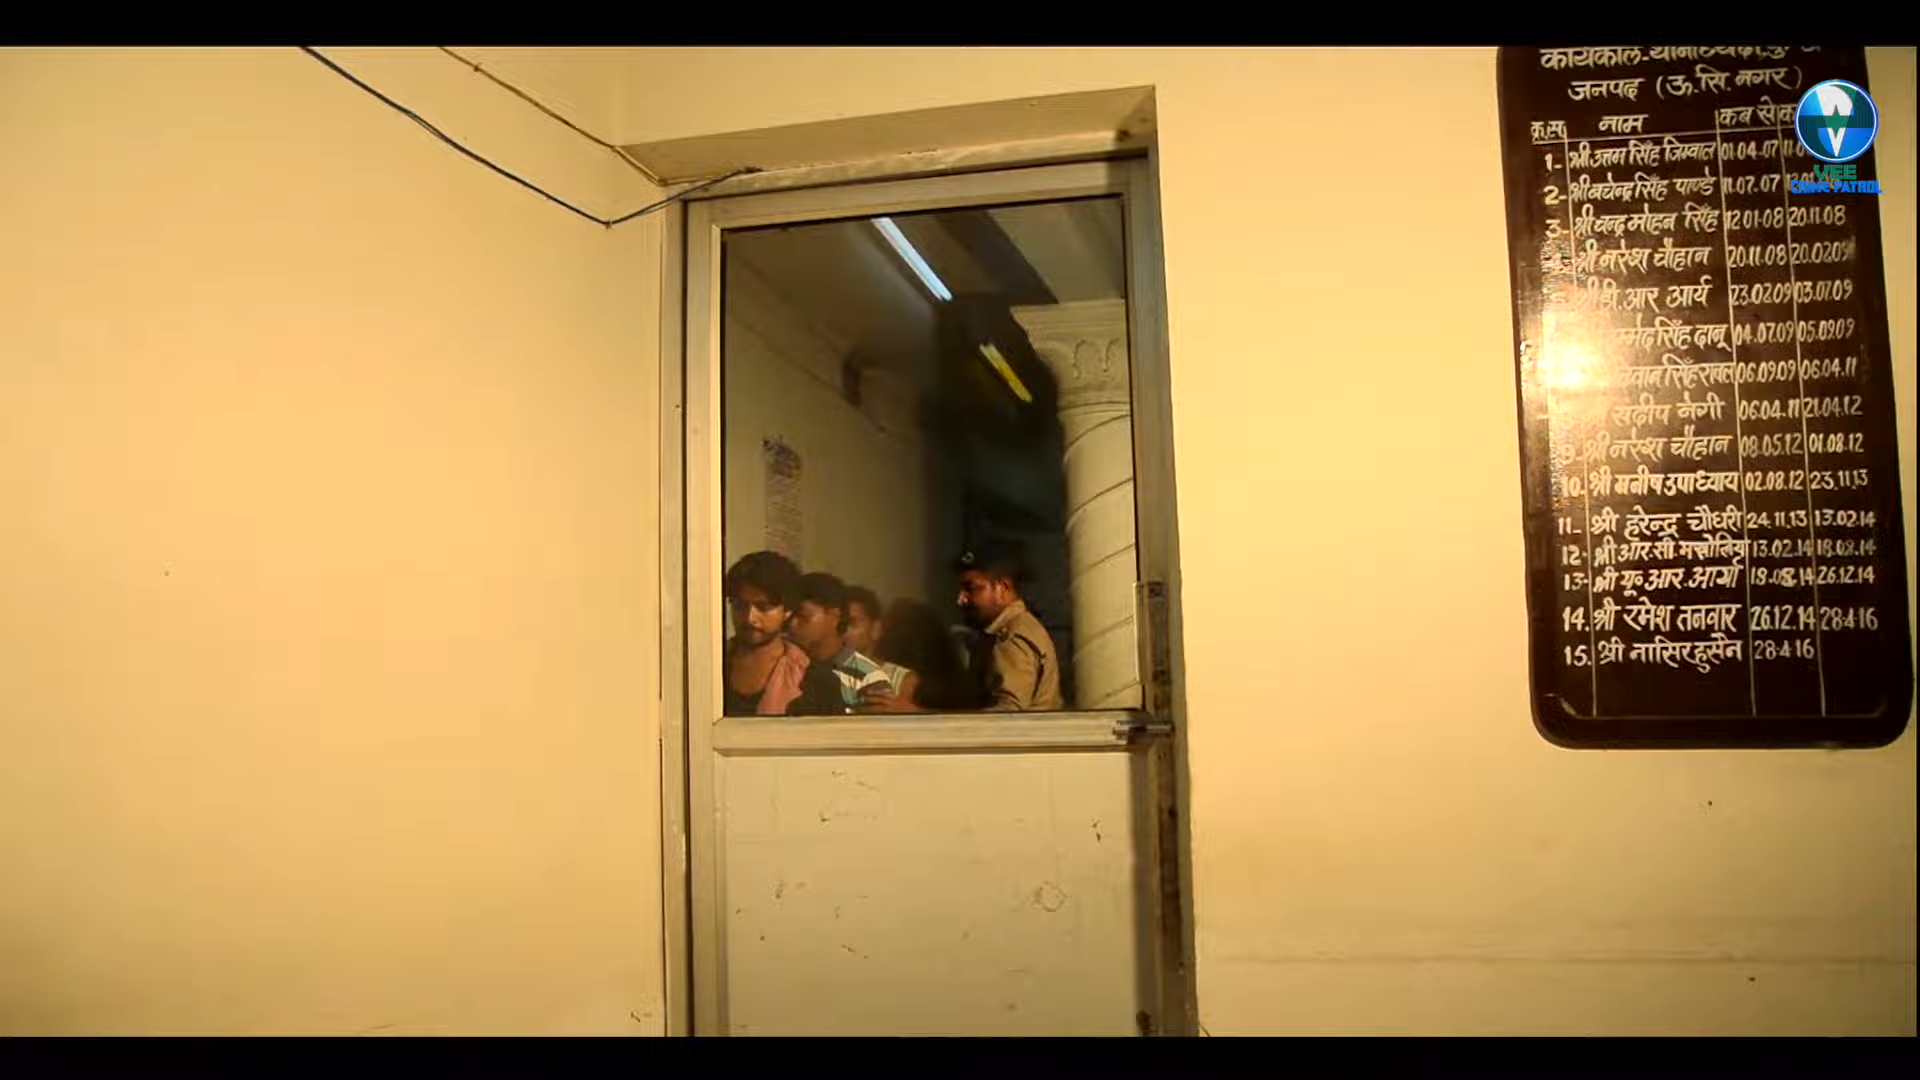 जनपद (ऊ.सि.नगर)
क्र.स. नाम कब से
1- श्री उत्तम सिंह जिम्वाल 01.04.07
2- श्री बचेन्द्र सिंह पाण्डे 11.07.07
3- श्री चन्द्र मोहन सिंह 12.01.08 20.11.08
श्री नरेश चौहान 20.11.08 20.02.09
आर आर्य 23.02.09 03.07.09
सिंह दानू 04.07.09 05.09.09
सिंह रावत 06.09.09 06.04.11
नेगी 06.04.11 21.04.12
9- श्री नरेश चौहान 08.05.12 01.08.12
10. श्री मनीष उपाध्याय 02.08.12 23.11.13
11- श्री हरेन्द्र चौधरी 24.11.13 13.02.14
12- श्री आर.सी. 13.02.14 18.08.14
13- श्री यू॰ आर. आर्या 18.08.14 26.12.14
14. श्री रमेश तनवार 26.12.14 28.4.16
15. श्री नासिर हुसैन 28.4.16
VEE
CRIME PATROL